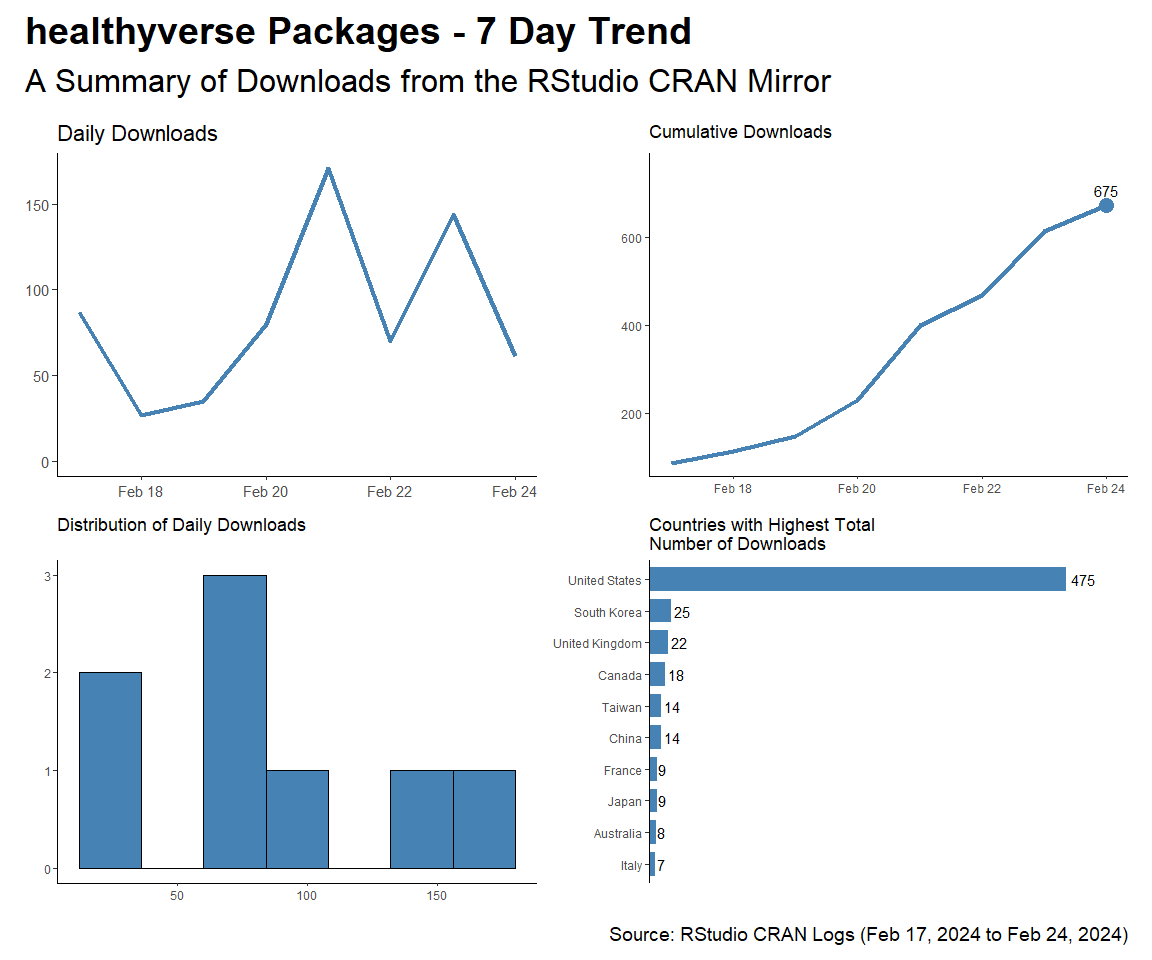 healthyverse Packages - 7 Day Trend
A Summary of Downloads from the RStudio CRAN Mirror
Daily Downloads
150
100
50
0
Feb 18 Feb 20 Feb 22 Feb 24
Cumulative Downloads
675
600
400
200
Feb 18 Feb 20 Feb 22 Feb 24
Distribution of Daily Downloads
3
2
1
0
50 100 150
Countries with Highest Total
Number of Downloads
United States 475
South Korea 25
United Kingdom 22
Canada 18
Taiwan 14
China 14
France 9
Japan 9
Australia 8
Italy 7
Source: RStudio CRAN Logs (Feb 17, 2024 to Feb 24, 2024)